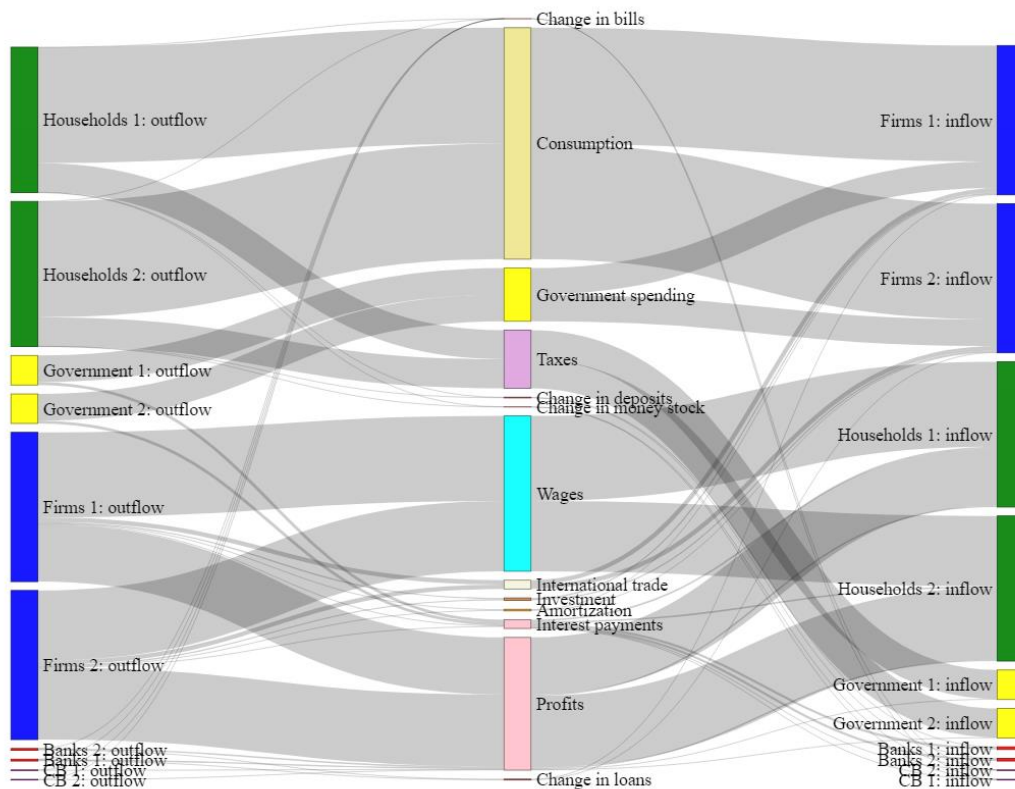 Households 1: outflow
Households 2: outflow
Government 1: outflow
Government 2: outflow
Firms 1: outflow
Firms 2: outflow
Banks 2: outflow
Banks 1: outflow
CB 1: outflow
CB 2: outflow
Change in bills
Consumption
Government spending
Taxes
Change in deposits
Change in money stock
Wages
International trade
Investment
Amortization
Interest payments
Profits
Change in loans
Firms 1: inflow
Firms 2: inflow
Households 1: inflow
Households 2: inflow
Government 1: inflow
Government 2: inflow
Banks 1: inflow
Banks 2: inflow
CB 2: inflow
CB 1: inflow